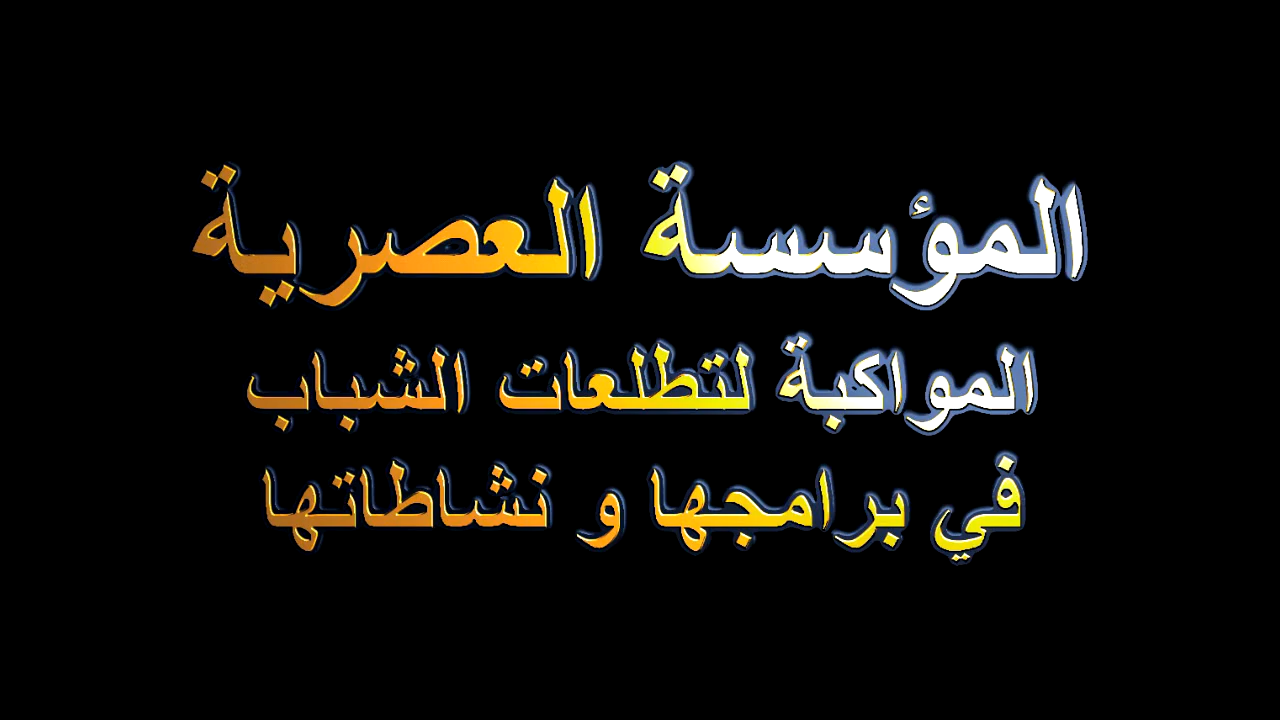 المؤسسة العصرية
المواكبة لتطلعات الشباب
في برامجها و نشاطاتها